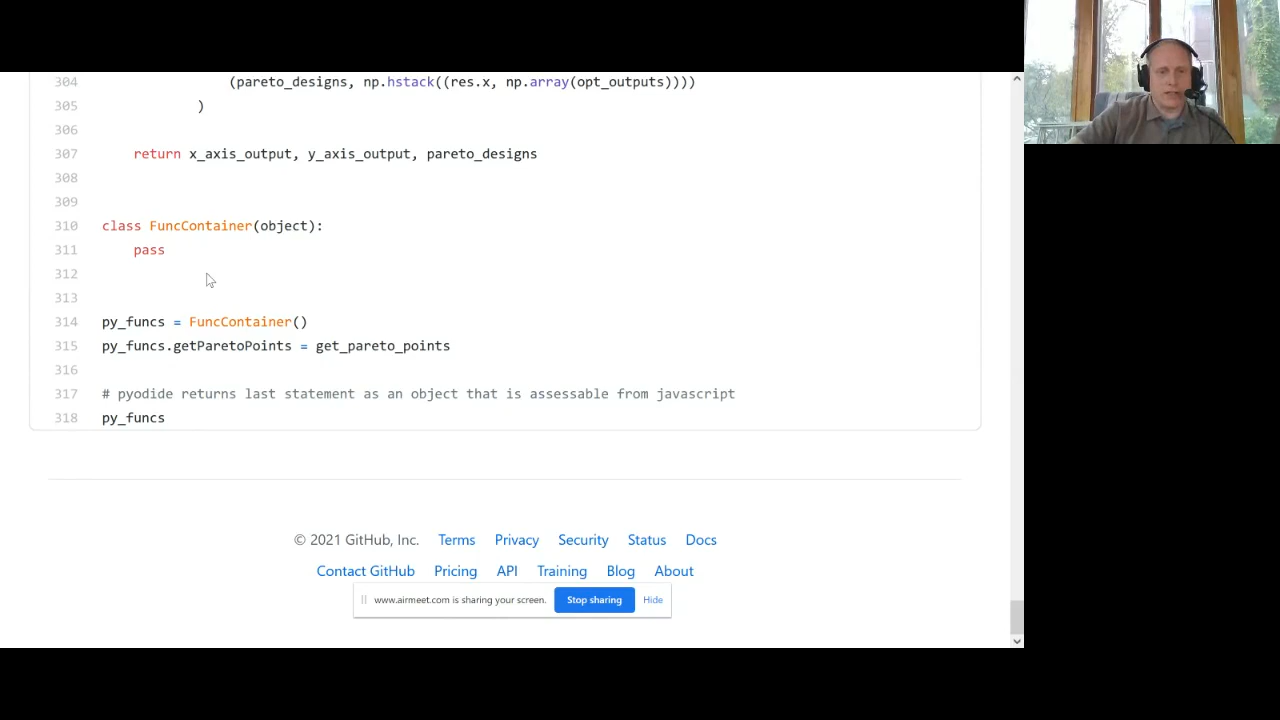 304 (pareto_designs, np.hstack((res.x, np.array(opt_outputs))))
305 )
306
307 return x_axis_output, y_axis_output, pareto_designs
308
309
310 class FuncContainer(object):
311 pass
312
313
314 py_funcs = FuncContainer()
315 py_funcs.getParetoPoints = get_pareto_points
316
317 # pyodide returns last statement as an object that is assessable from javascript
318 py_funcs
© 2021 GitHub, Inc. Terms Privacy Security Status Docs
Contact GitHub Pricing API Training Blog About
www.airmeet.com is sharing your screen. Stop sharing Hide